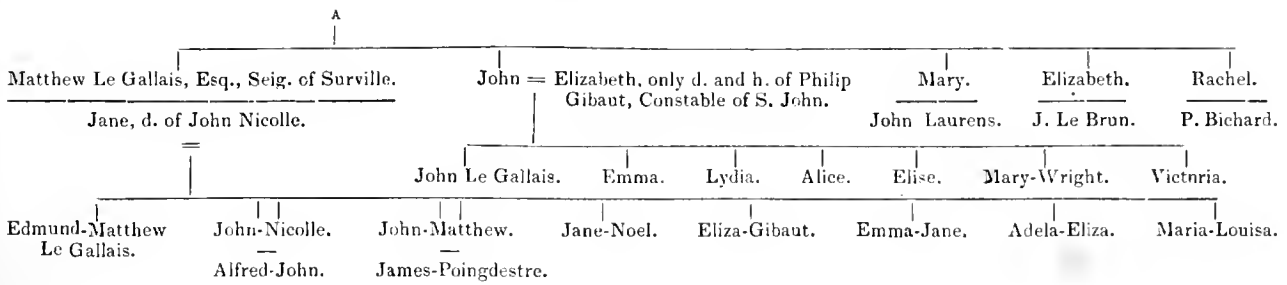 A
Matthew Le Gallais, Esq., Seig. of Surville. John = Elizabeth, only d. and h. of Philip Mary. Elizabeth. Rachel.
Gibaut, Constable of S. John.
Jane, d. of John Nicolle. John Laurens. J. Le Brun. P. Bichard.
=
John Le Gallais. Emma. Lydia. Alice. Elise. Mary-Wright. Victnria.
Edmund-Matthew John-Nicolle. John-Matthew. Jane-Noel. Eliza-Gibaut. Emma-Jane. Adela-Eliza. Maria-Louisa.
Le Gallais.
Alfred-John. James-Poingdestre.